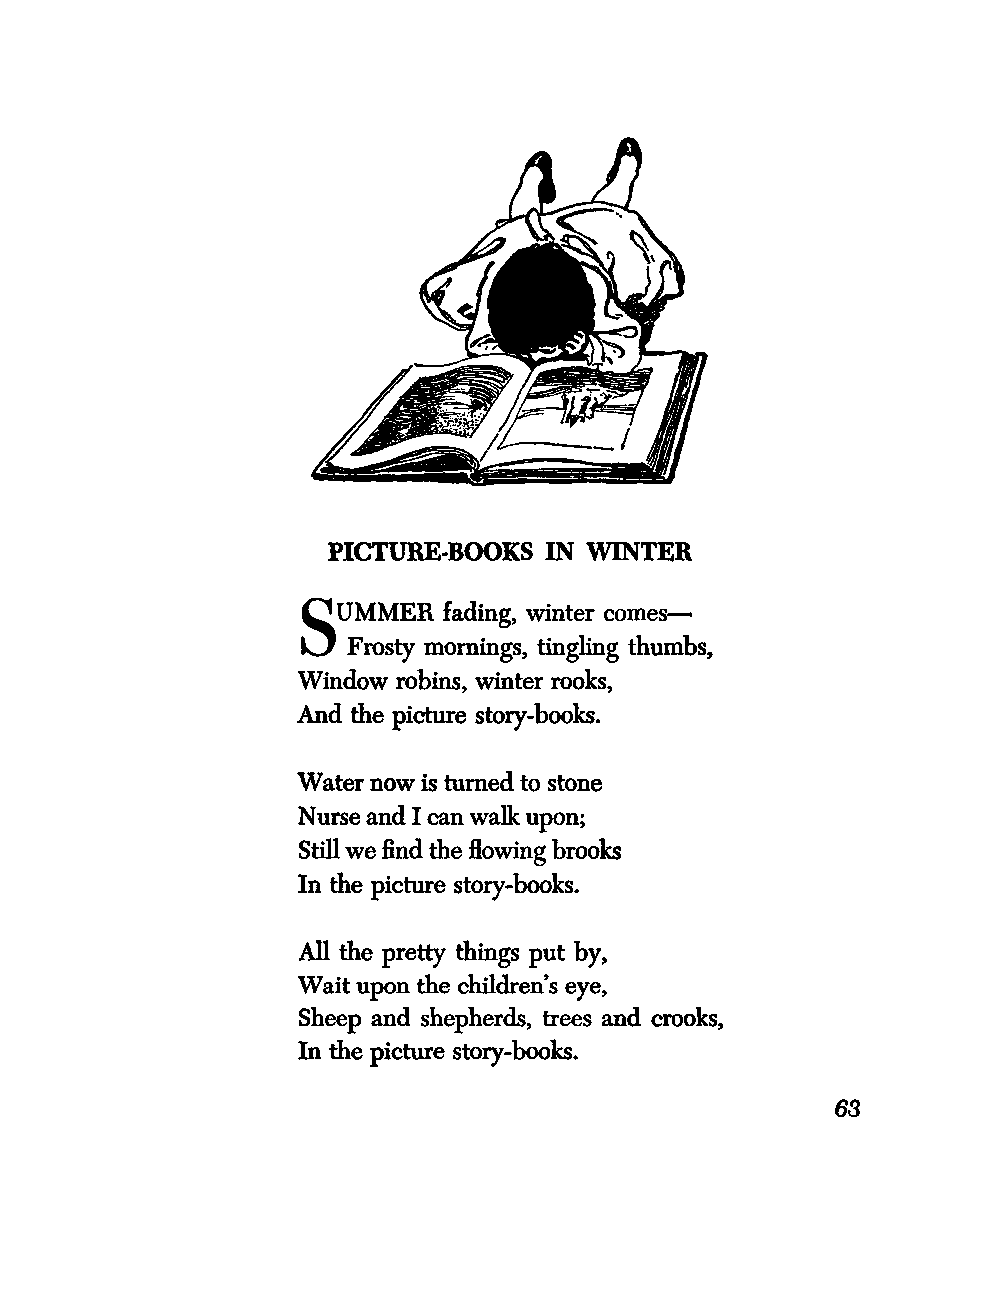 PICTURE-BOOKS IN WINTER
SUMMER fading, winter comes—
Frosty mornings, tingling thumbs,
Window robins, winter rooks,
And the picture story-books.
Water now is turned to stone
Nurse and I can walk upon;
Still we find the flowing brooks
In the picture story-books.
All the pretty things put by,
Wait upon the children's eye,
Sheep and shepherds, trees and crooks,
In the picture story-books.
63